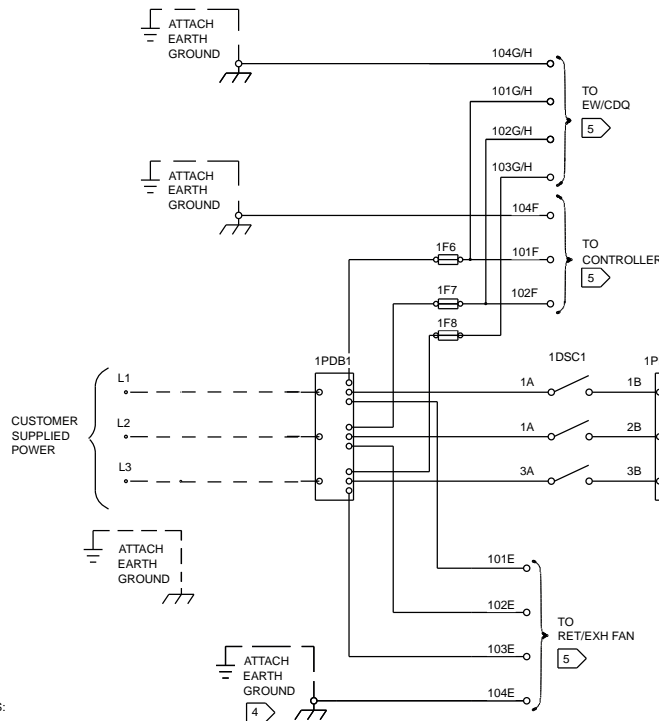 ATTACH
EARTH
GROUND
104G/H
101G/H
TO
EW/CDQ
102G/H
5
103G/H
ATTACH
EARTH
GROUND
104F
1F6
101F
TO
CONTROLLER
5
1F7
102F
1F8
1PDB1
1DSC1
1P
L1
1A
1B
CUSTOMER
SUPPLIED
POWER
L2
1A
2B
L3
3A
3B
ATTACH
EARTH
GROUND
101E
102E
TO
RET/EXH FAN
103E
5
ATTACH
EARTH
GROUND
104E
4
S: